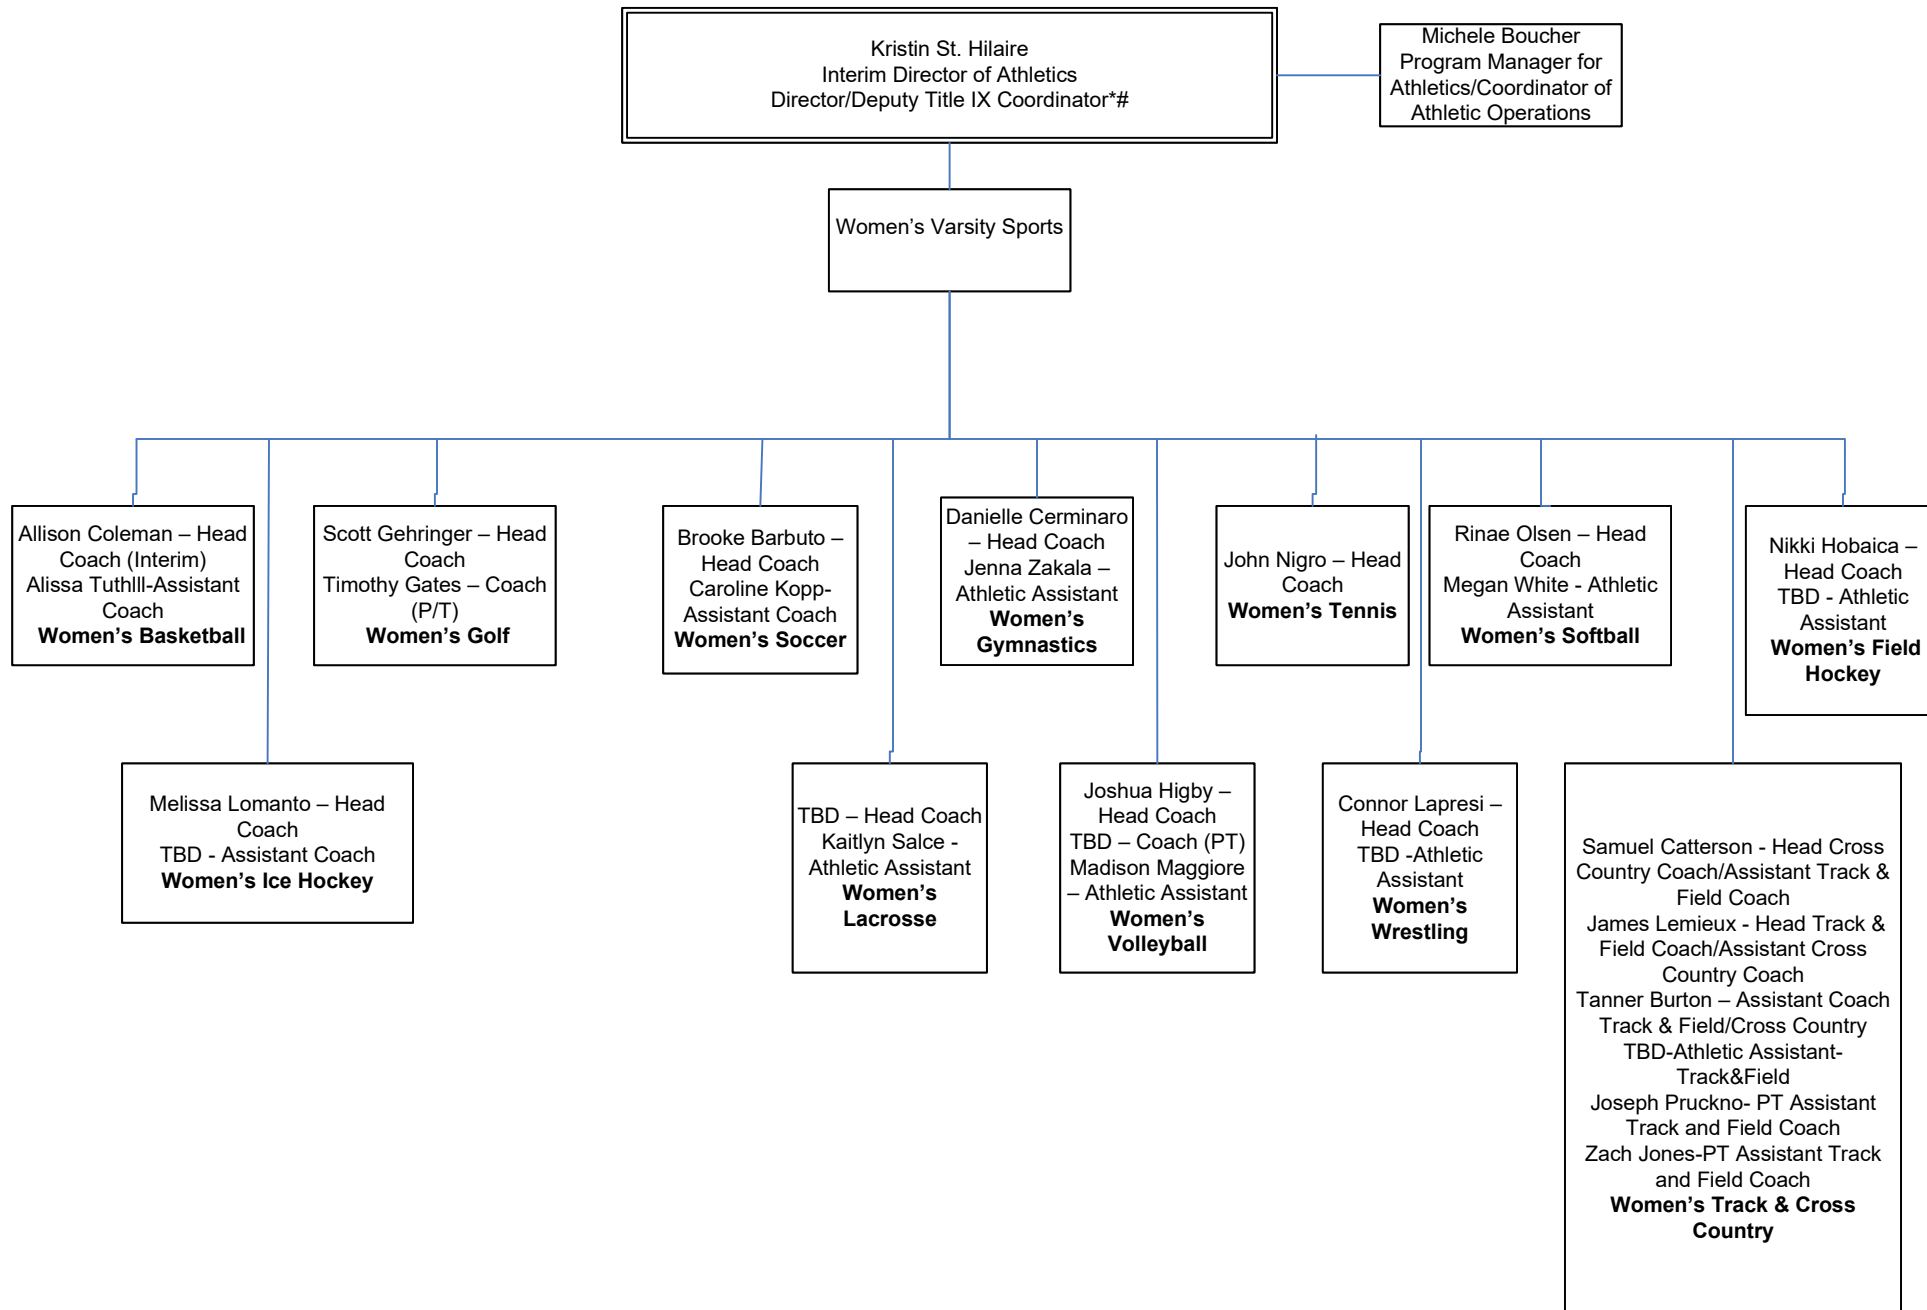 Kristin St. Hilaire
Interim Director of Athletics
Director/Deputy Title IX Coordinator*#
Michele Boucher
Program Manager for
Athletics/Coordinator of
Athletic Operations
Women’s Varsity Sports
Allison Coleman – Head
Coach (Interim)
Alissa Tuthlll-Assistant
Coach
Women’s Basketball
Scott Gehringer – Head
Coach
Timothy Gates – Coach
(P/T)
Women’s Golf
Brooke Barbuto –
Head Coach
Caroline Kopp-
Assistant Coach
Women’s Soccer
Danielle Cerminaro
– Head Coach
Jenna Zakala –
Athletic Assistant
Women’s
Gymnastics
John Nigro – Head
Coach
Women’s Tennis
Rinae Olsen – Head
Coach
Megan White - Athletic
Assistant
Women’s Softball
Nikki Hobaica –
Head Coach
TBD - Athletic
Assistant
Women’s Field
Hockey
Melissa Lomanto – Head
Coach
TBD - Assistant Coach
Women’s Ice Hockey
TBD – Head Coach
Kaitlyn Salce -
Athletic Assistant
Women’s
Lacrosse
Joshua Higby –
Head Coach
TBD – Coach (PT)
Madison Maggiore
– Athletic Assistant
Women’s
Volleyball
Connor Lapresi –
Head Coach
TBD -Athletic
Assistant
Women’s
Wrestling
Samuel Catterson - Head Cross
Country Coach/Assistant Track &
Field Coach
James Lemieux - Head Track &
Field Coach/Assistant Cross
Country Coach
Tanner Burton – Assistant Coach
Track & Field/Cross Country
TBD-Athletic Assistant-
Track&Field
Joseph Pruckno- PT Assistant
Track and Field Coach
Zach Jones-PT Assistant Track
and Field Coach
Women’s Track & Cross
Country